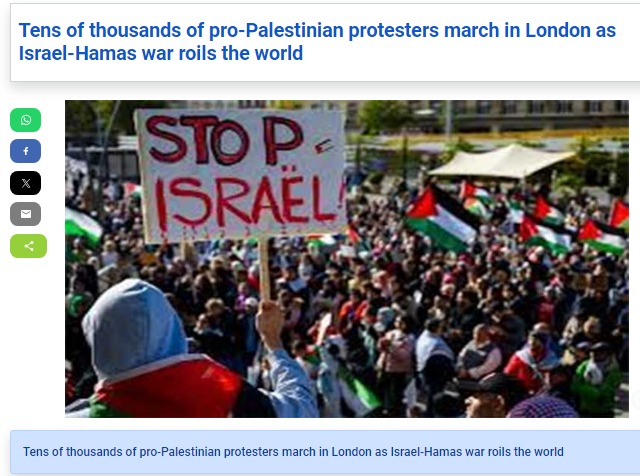 Tens of thousands of pro-Palestinian protesters march in London as
Israel-Hamas war roils the world
STOP
ISRAËL!
Tens of thousands of pro-Palestinian protesters march in London as Israel-Hamas war roils the world